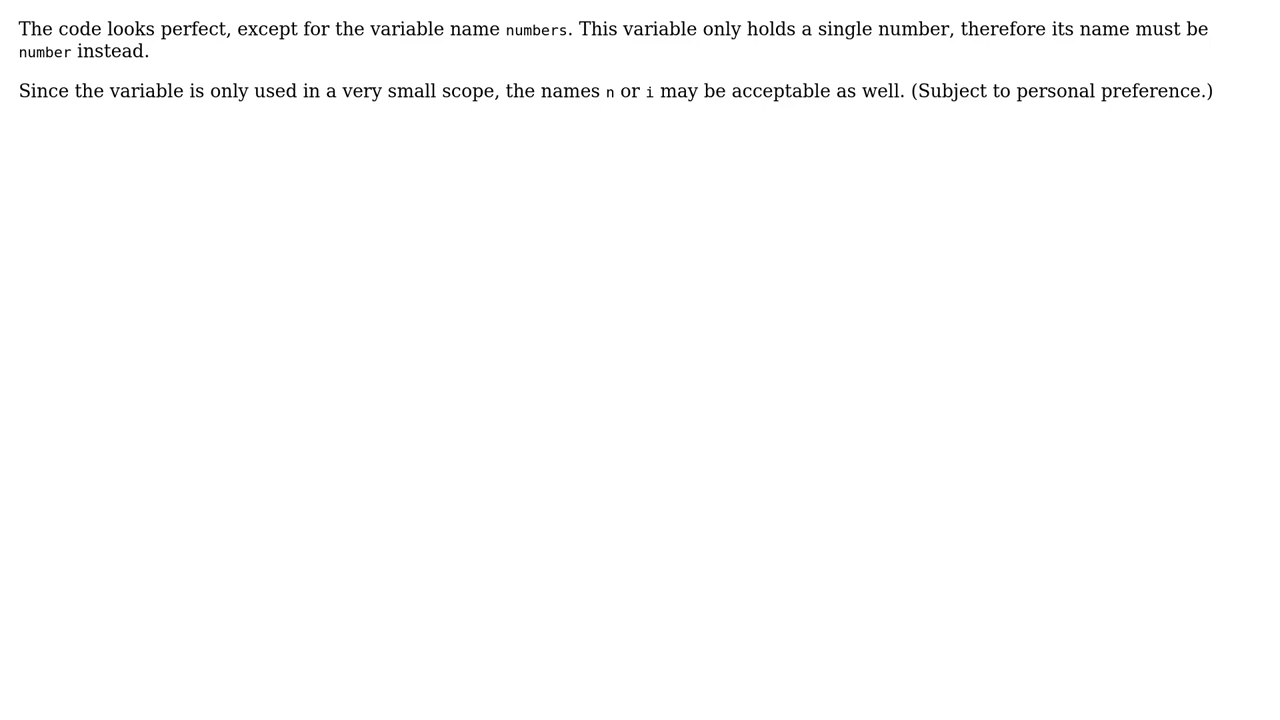 The code looks perfect, except for the variable name numbers. This variable only holds a single number, therefore its name must be
number instead.
Since the variable is only used in a very small scope, the names n or i may be acceptable as well. (Subject to personal preference.)